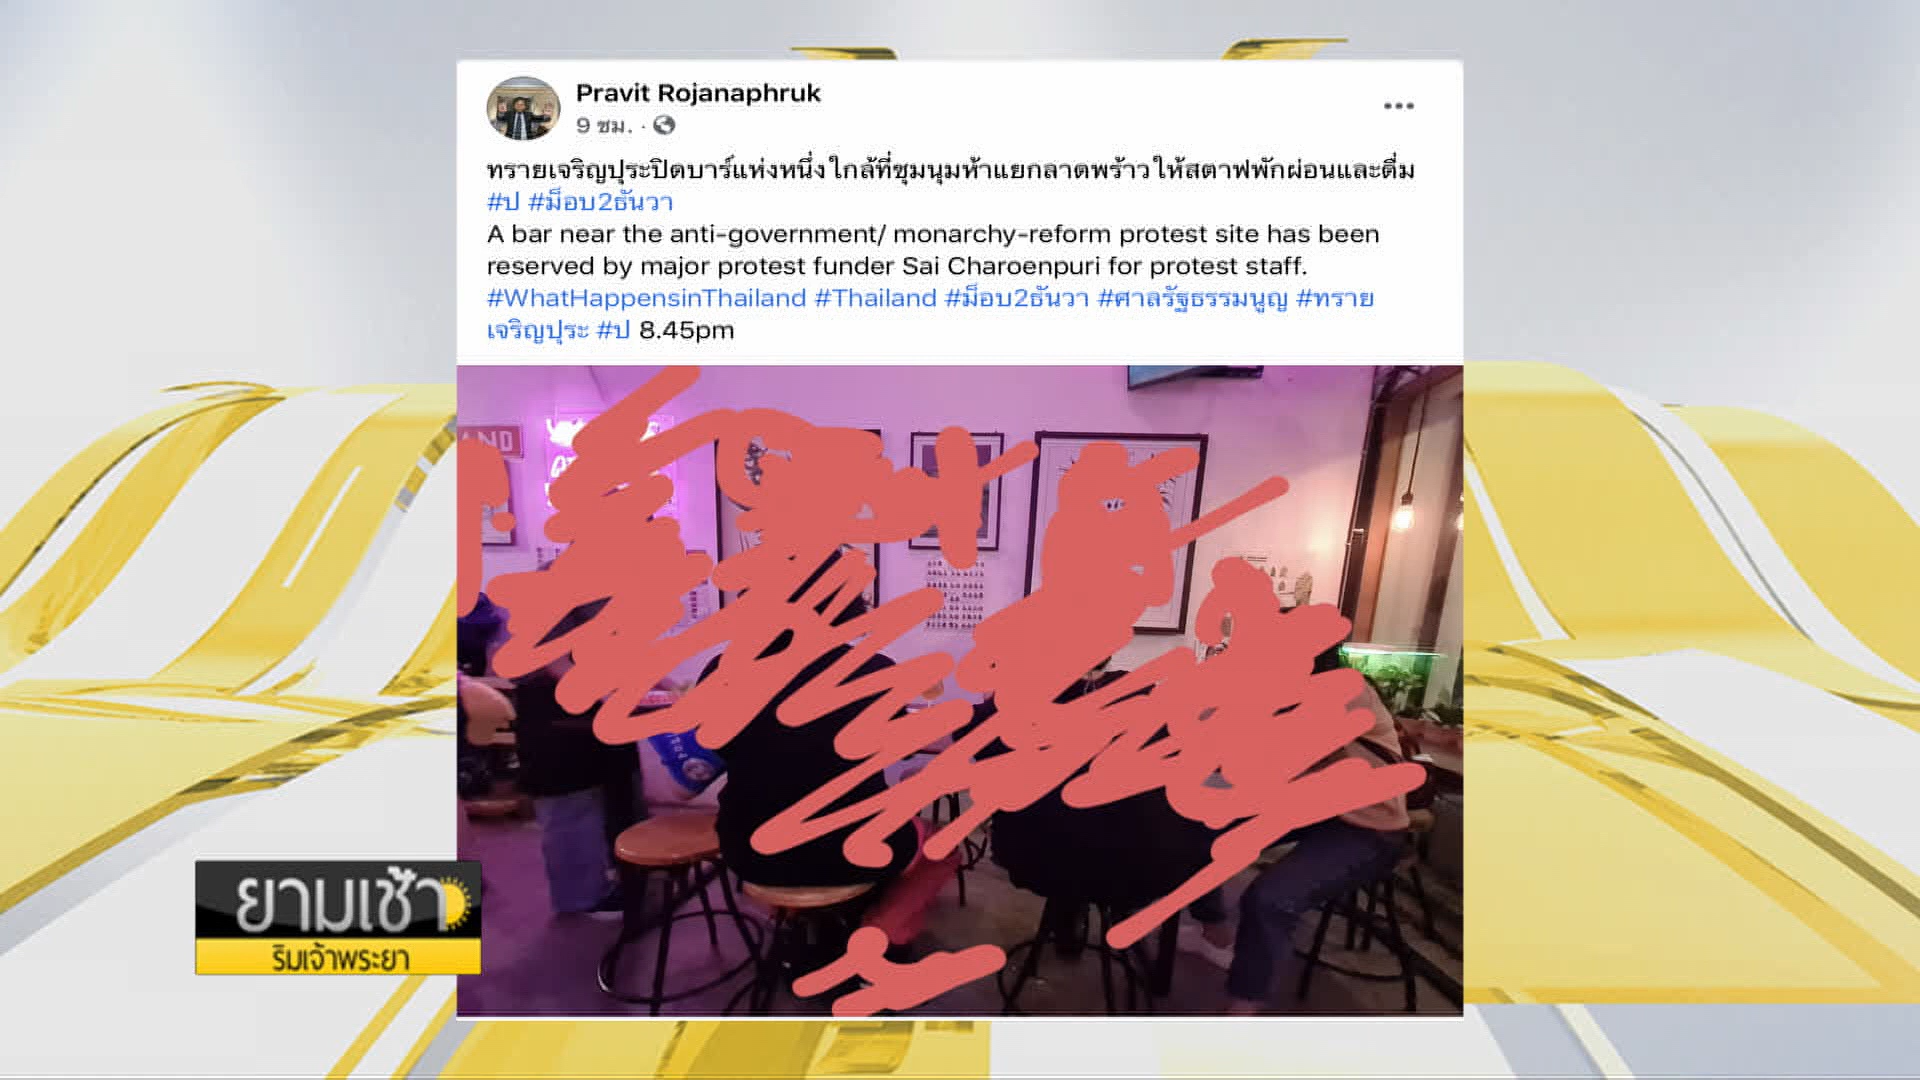 Pravit Rojanaphruk
9 ชม. ·
ทรายเจริญปุระปิดบาร์แห่งหนึ่งใกล้ที่ชุมนุมห้าแยกลาดพร้าวให้สตาฟพักผ่อนและดื่ม
#ป #ม็อบ2ธันวา
A bar near the anti-government/ monarchy-reform protest site has been
reserved by major protest funder Sai Charoenpuri for protest staff.
#WhatHappensinThailand #Thailand #ม็อบ2ธันวา #ศาลรัฐธรรมนูญ #ทราย
เจริญปุระ #ป 8.45pm
AND
ยามเช้า
ริมเจ้าพระยา